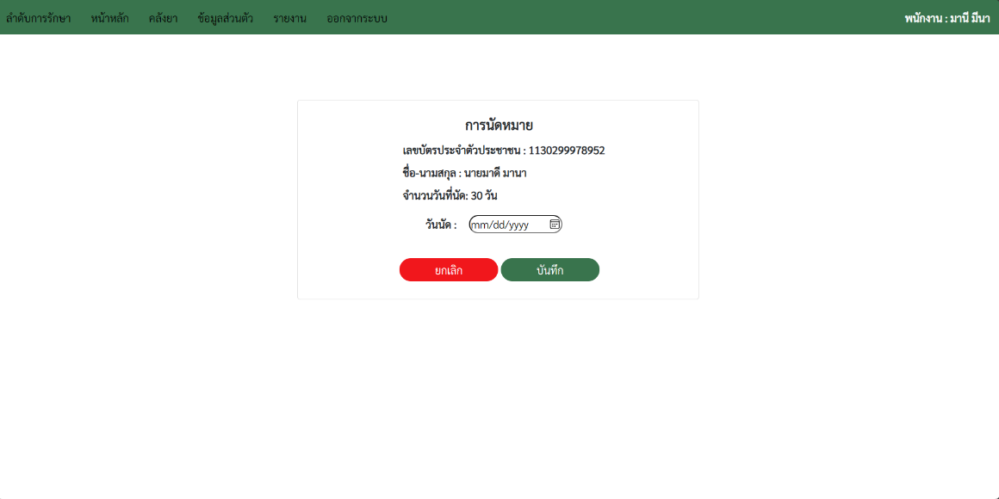 ลำดับการรักษา หน้าหลัก คลังยา ข้อมูลส่วนตัว รายงาน ออกจากระบบ พนักงาน : มานี มีนา
การนัดหมาย
เลขบัตรประจำตัวประชาชน : 1130299978952
ชื่อ-นามสกุล : นายมาดี มานา
จำนวนวันที่นัด: 30 วัน
วันนัด : mm/dd/yyyy
ยกเลิก บันทึก